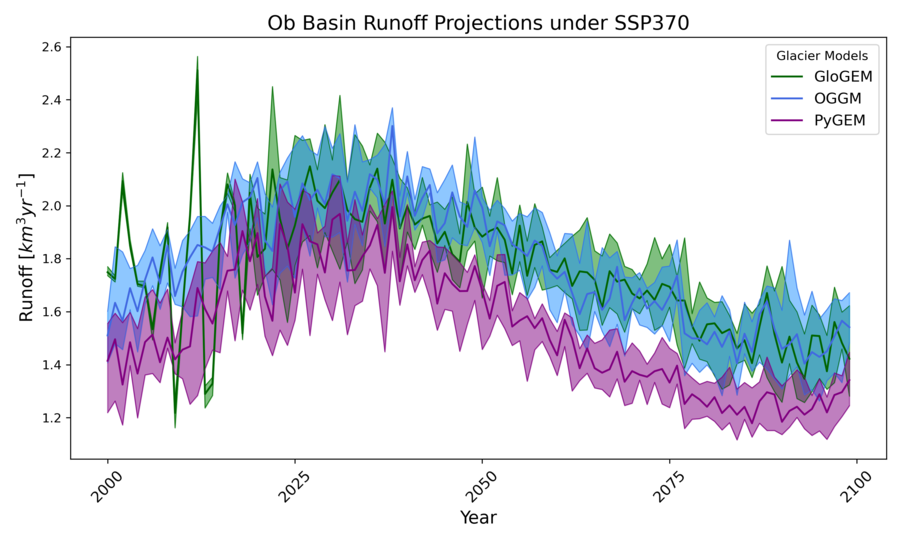 Ob Basin Runoff Projections under SSP370
Glacier Models
GloGEM
OGGM
PyGEM
Runoff [km³yr⁻¹]
2.6
2.4
2.2
2.0
1.8
1.6
1.4
1.2
2000
2025
2050
2075
2100
Year